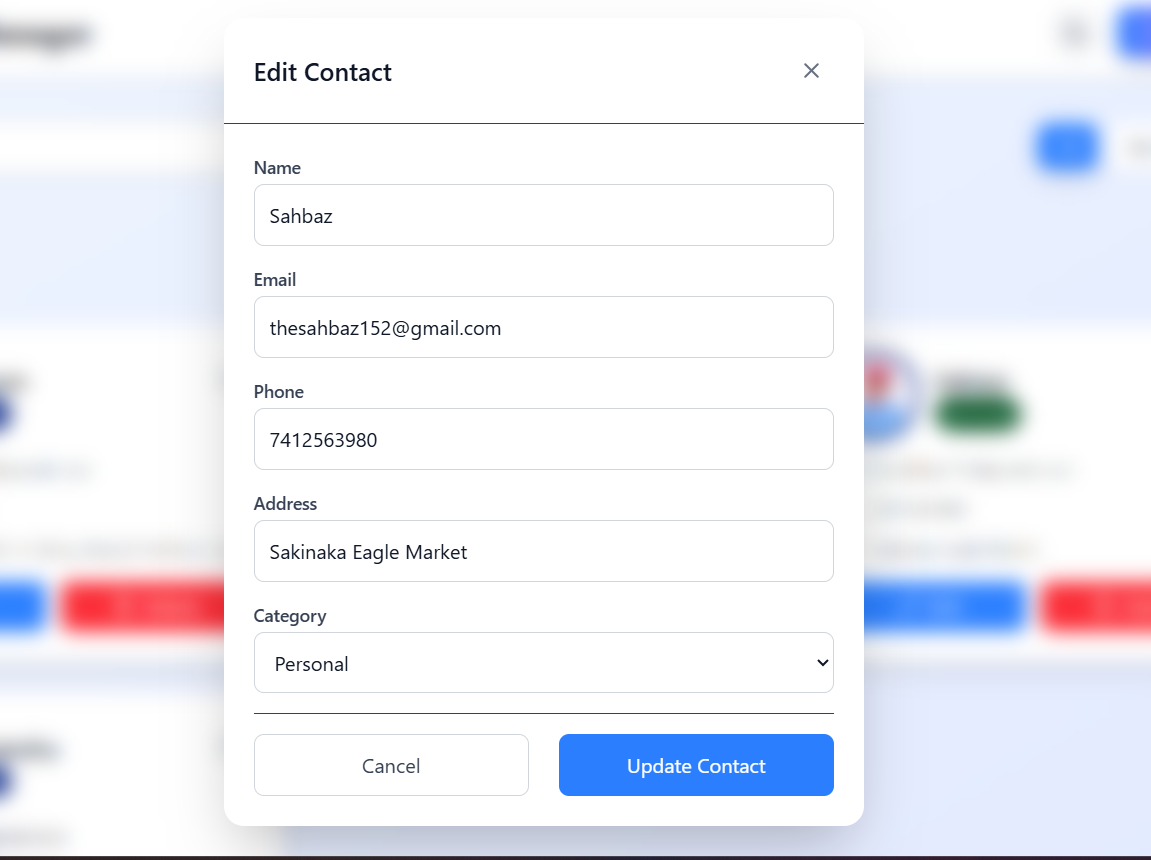 Edit Contact
Name
Sahbaz
Email
thesahbaz152@gmail.com
Phone
7412563980
Address
Sakinaka Eagle Market
Category
Personal
Cancel
Update Contact